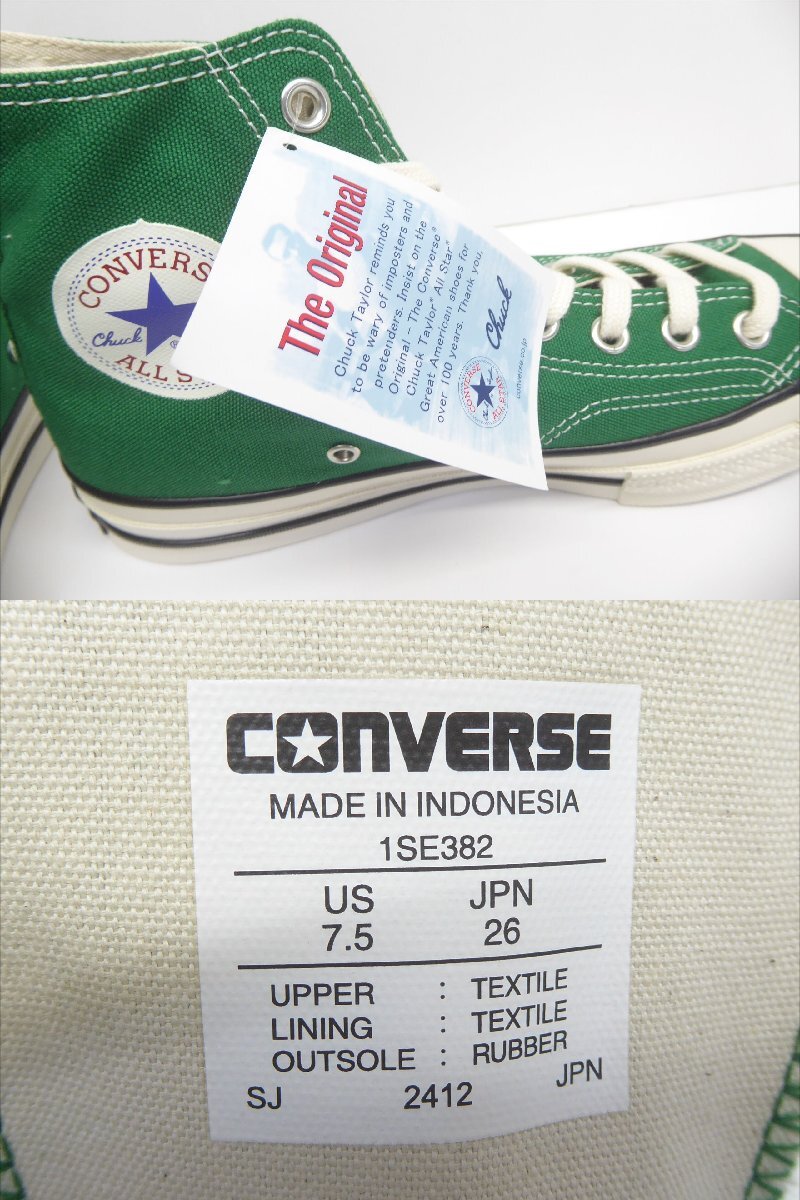 CONVERSE
Chuck ®
ALL S
The Original
Chuck Taylor reminds you
to be wary of imposters and
pretenders. Insist on the
Original – The Converse®
Chuck Taylor® All Star®
Great American shoes for
over 100 years. Thank you.
Chuck
CONVERSE
ALL STAR
converse.co.jp
CONVERSE
MADE IN INDONESIA
1SE382
US JPN
7.5 26
UPPER : TEXTILE
LINING : TEXTILE
OUTSOLE : RUBBER
SJ 2412 JPN